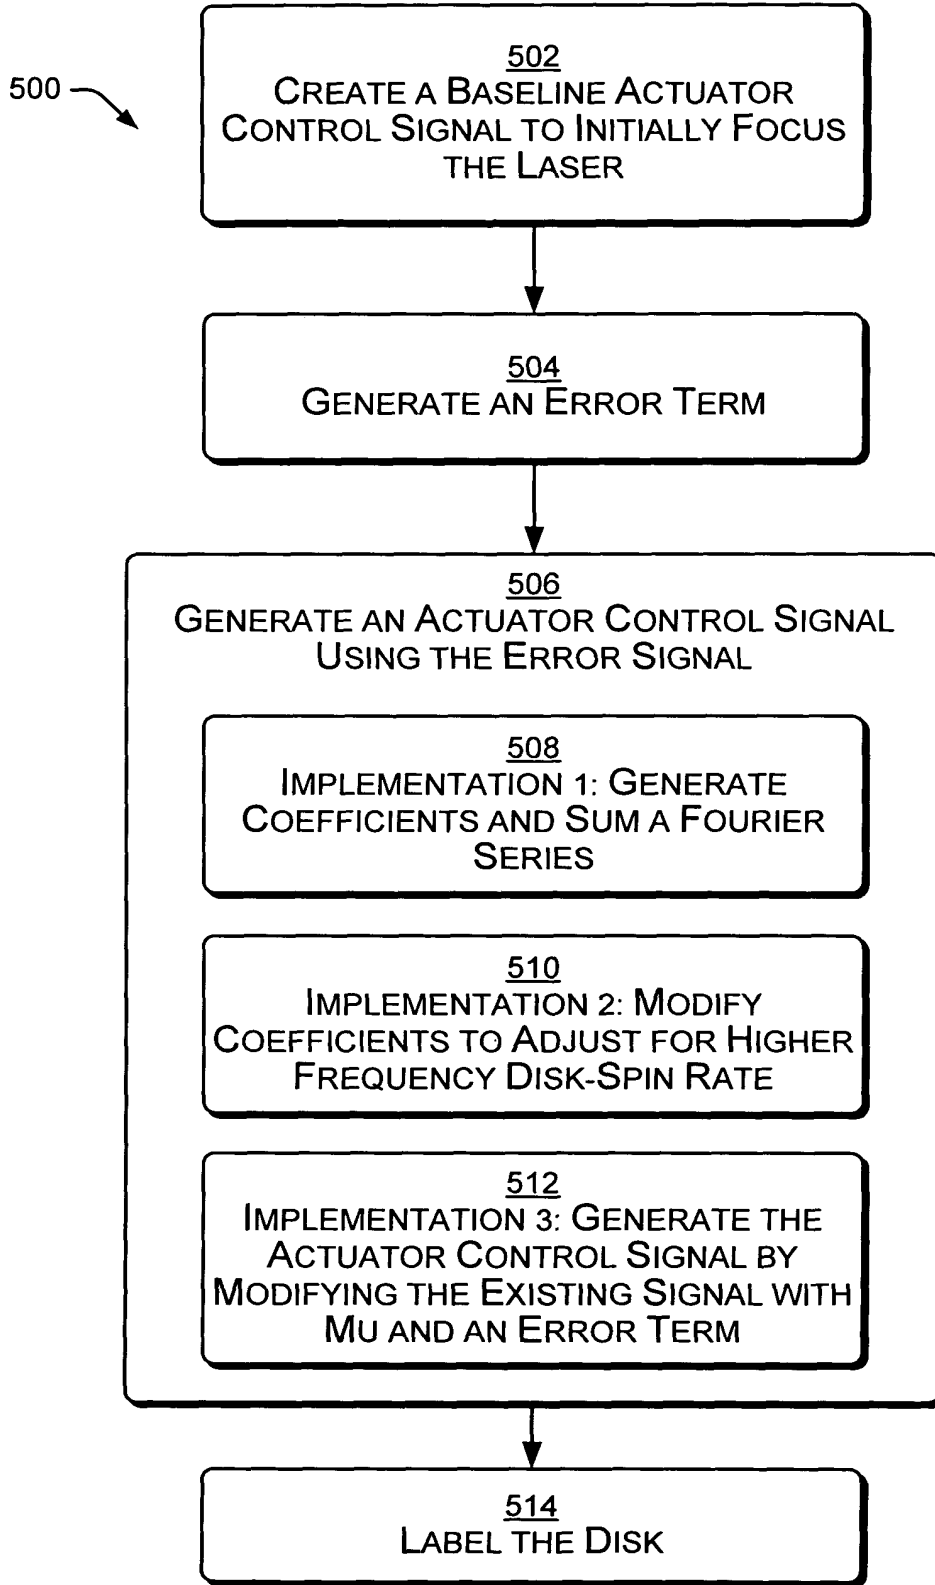 500
502
CREATE A BASELINE ACTUATOR
CONTROL SIGNAL TO INITIALLY FOCUS
THE LASER
504
GENERATE AN ERROR TERM
506
GENERATE AN ACTUATOR CONTROL SIGNAL
USING THE ERROR SIGNAL
508
IMPLEMENTATION 1: GENERATE
COEFFICIENTS AND SUM A FOURIER
SERIES
510
IMPLEMENTATION 2: MODIFY
COEFFICIENTS TO ADJUST FOR HIGHER
FREQUENCY DISK-SPIN RATE
512
IMPLEMENTATION 3: GENERATE THE
ACTUATOR CONTROL SIGNAL BY
MODIFYING THE EXISTING SIGNAL WITH
MU AND AN ERROR TERM
514
LABEL THE DISK